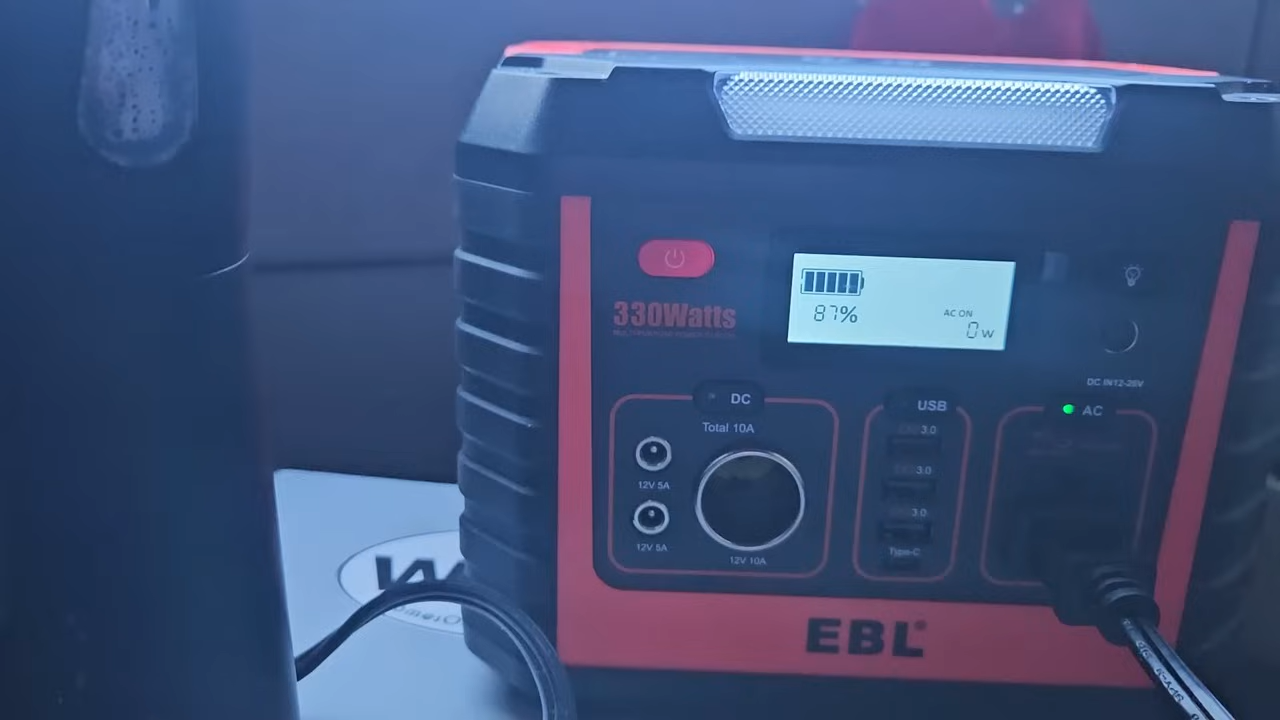 330Watts
87%
AC ON
0w
DC IN12-26V
DC
Total 10A
12V 5A
12V 5A
12V 10A
USB
3.0
3.0
3.0
Type-C
AC
EBL®
W